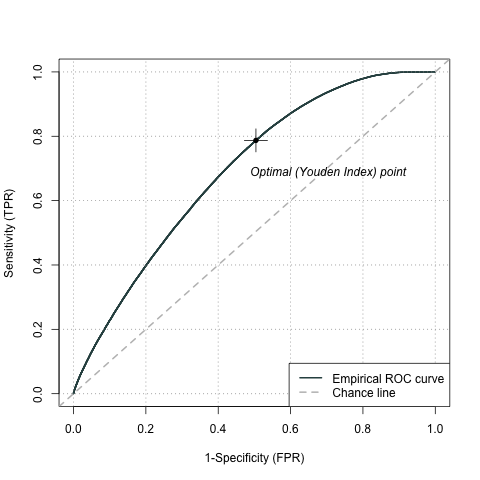 1.0
0.8
0.6
0.4
0.2
0.0
Sensitivity (TPR)
Optimal (Youden Index) point
Empirical ROC curve
Chance line
0.0 0.2 0.4 0.6 0.8 1.0
1-Specificity (FPR)